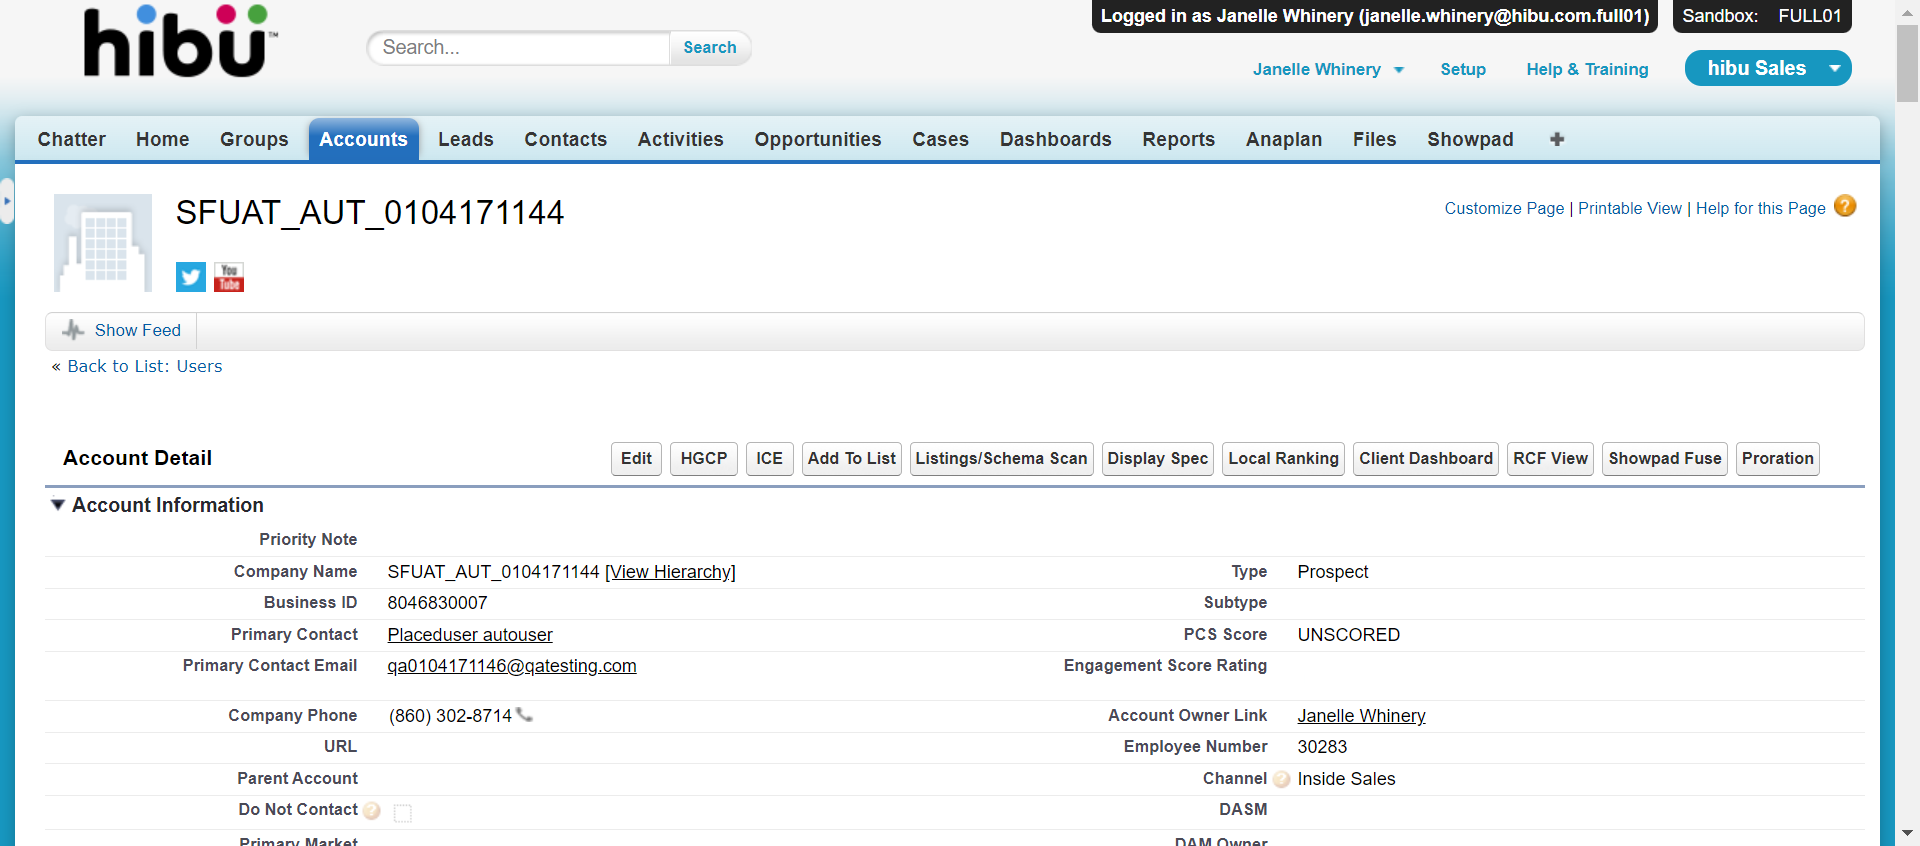 hibu™
Search...
Search
Logged in as Janelle Whinery (janelle.whinery@hibu.com.full01)
Sandbox: FULL01
Janelle Whinery
Setup
Help & Training
hibu Sales
Chatter Home Groups Accounts Leads Contacts Activities Opportunities Cases Dashboards Reports Anaplan Files Showpad
SFUAT_AUT_0104171144
Customize Page | Printable View | Help for this Page ?
You Tube
Show Feed
« Back to List: Users
Account Detail
Edit HGCP ICE Add To List Listings/Schema Scan Display Spec Local Ranking Client Dashboard RCF View Showpad Fuse Proration
Account Information
Priority Note
Company Name SFUAT_AUT_0104171144 [View Hierarchy] Type Prospect
Business ID 8046830007 Subtype
Primary Contact Placeduser autouser PCS Score UNSCORED
Primary Contact Email qa0104171146@qatesting.com Engagement Score Rating
Company Phone (860) 302-8714 Account Owner Link Janelle Whinery
URL Employee Number 30283
Parent Account Channel ? Inside Sales
Do Not Contact ? DASM
Primary Market DAM Owner